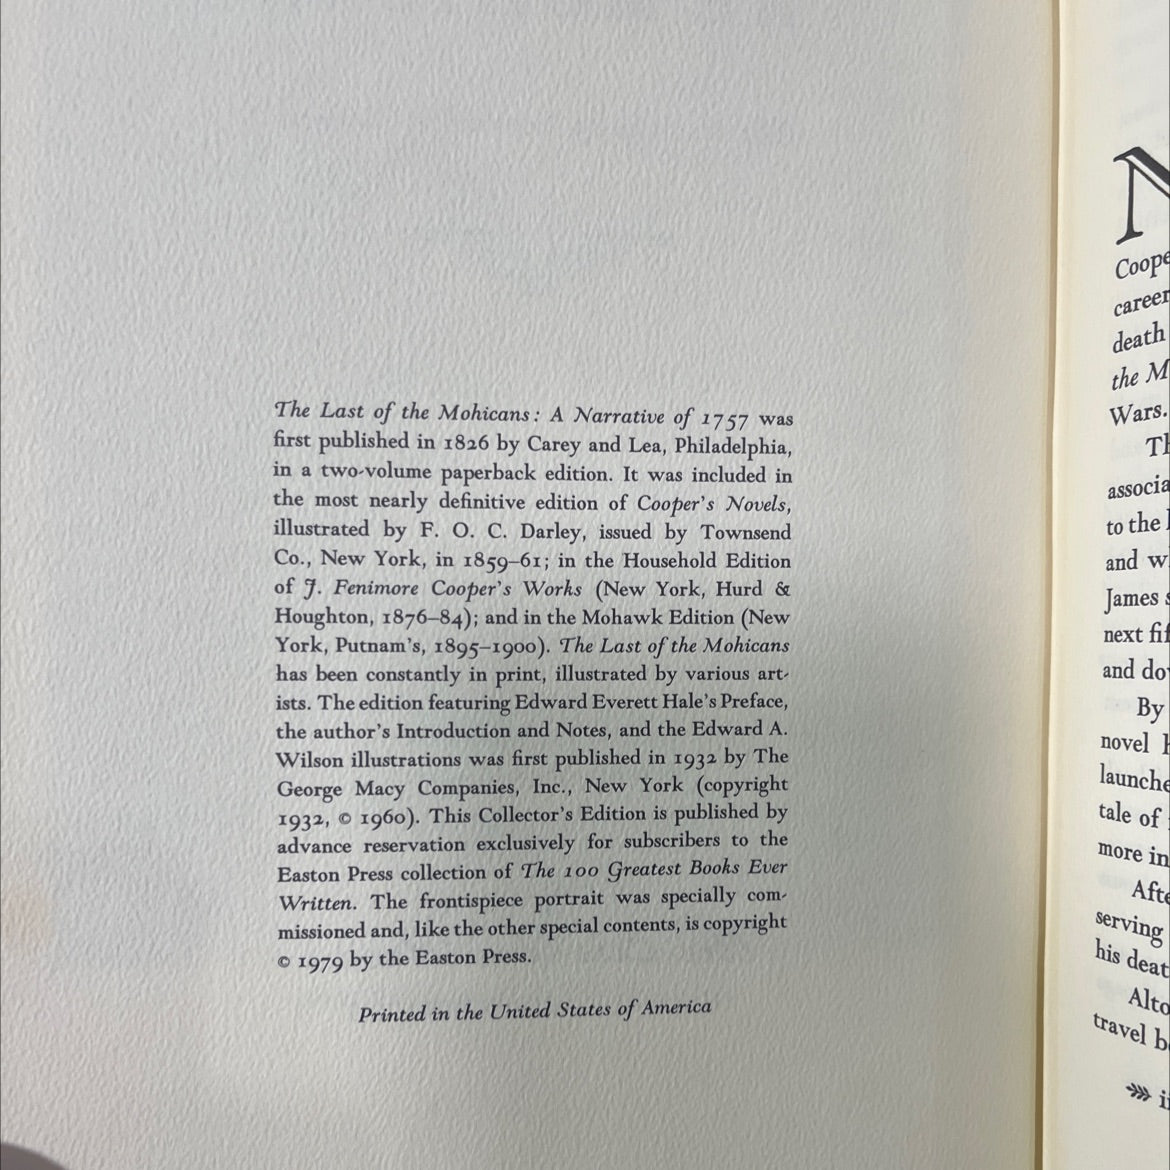 The Last of the Mohicans: A Narrative of 1757 was
first published in 1826 by Carey and Lea, Philadelphia,
in a two-volume paperback edition. It was included in
the most nearly definitive edition of Cooper's Novels,
illustrated by F. O. C. Darley, issued by Townsend
Co., New York, in 1859–61; in the Household Edition
of J. Fenimore Cooper's Works (New York, Hurd &
Houghton, 1876–84); and in the Mohawk Edition (New
York, Putnam's, 1895–1900). The Last of the Mohicans
has been constantly in print, illustrated by various art-
ists. The edition featuring Edward Everett Hale's Preface,
the author's Introduction and Notes, and the Edward A.
Wilson illustrations was first published in 1932 by The
George Macy Companies, Inc., New York (copyright
1932, © 1960). This Collector's Edition is published by
advance reservation exclusively for subscribers to the
Easton Press collection of The 100 Greatest Books Ever
Written. The frontispiece portrait was specially com-
missioned and, like the other special contents, is copyright
© 1979 by the Easton Press.
Printed in the United States of America
career
death
the M
Wars.
to the
and w
James
next
and
By
novel
tale of
more in
serving
his
travel